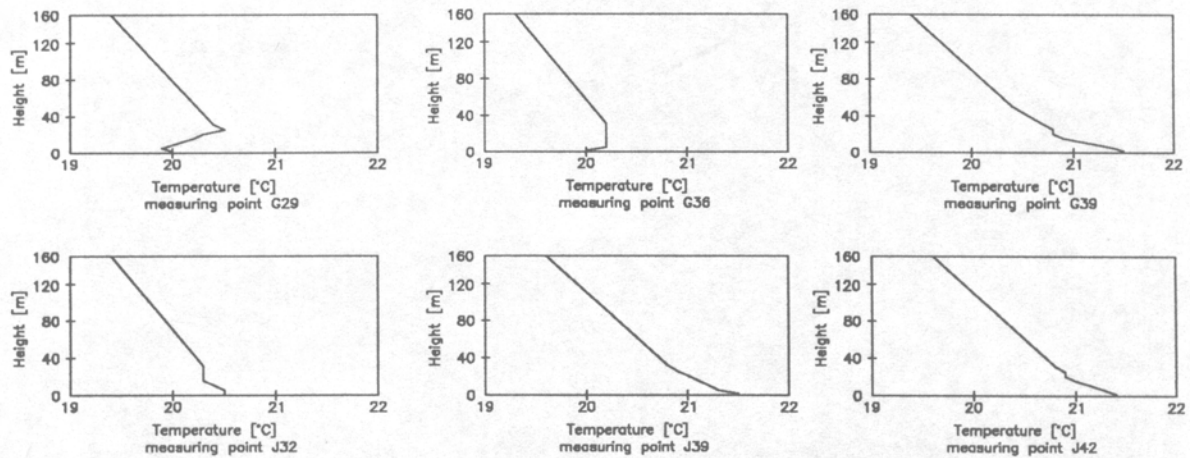 160
120
80
40
0
Height [m]
19 20 21 22
Temperature [°C]
measuring point G29
160
120
80
40
0
Height [m]
19 20 21 22
Temperature [°C]
measuring point G36
160
120
80
40
0
Height [m]
19 20 21 22
Temperature [°C]
measuring point G39
160
120
80
40
0
Height [m]
19 20 21 22
Temperature [°C]
measuring point J32
160
120
80
40
0
Height [m]
19 20 21 22
Temperature [°C]
measuring point J39
160
120
80
40
0
Height [m]
19 20 21 22
Temperature [°C]
measuring point J42